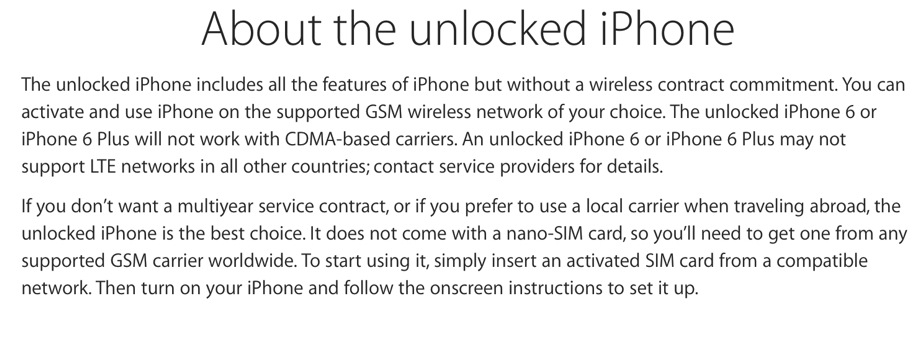 About the unlocked iPhone
The unlocked iPhone includes all the features of iPhone but without a wireless contract commitment. You can
activate and use iPhone on the supported GSM wireless network of your choice. The unlocked iPhone 6 or
iPhone 6 Plus will not work with CDMA-based carriers. An unlocked iPhone 6 or iPhone 6 Plus may not
support LTE networks in all other countries; contact service providers for details.
If you don’t want a multiyear service contract, or if you prefer to use a local carrier when traveling abroad, the
unlocked iPhone is the best choice. It does not come with a nano-SIM card, so you’ll need to get one from any
supported GSM carrier worldwide. To start using it, simply insert an activated SIM card from a compatible
network. Then turn on your iPhone and follow the onscreen instructions to set it up.